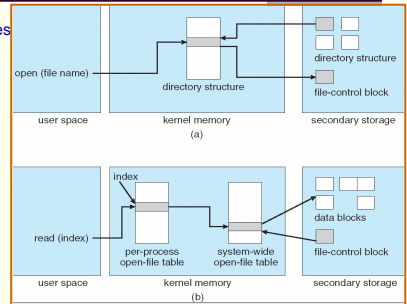 es
open (file name)
directory structure
directory structure
file-control block
user space
kernel memory
secondary storage
(a)
index
read (index)
per-process
open-file table
system-wide
open-file table
data blocks
file-control block
user space
kernel memory
secondary storage
(b)